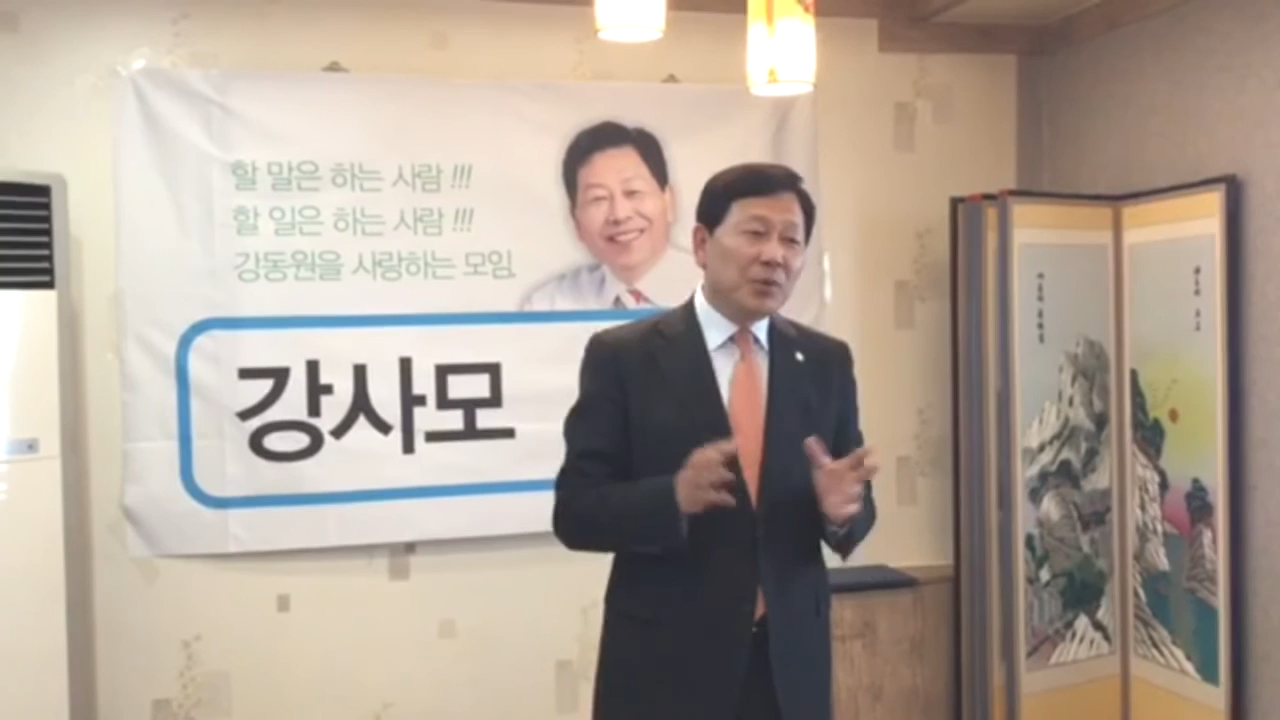 할 말은 하는 사람 !!!
할 일은 하는 사람 !!!
강동원을 사랑하는 모임.
강사모